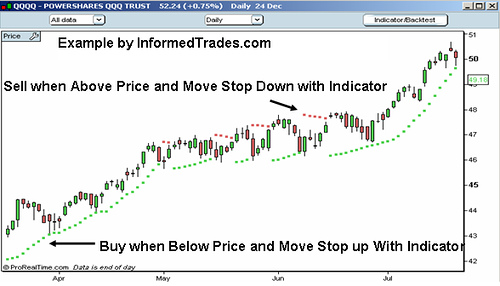 QQQQ - POWERSHARES QQQ TRUST 52.24 (+0.75%) Daily 24 Dec
All data
Daily
Indicator/Backtest
Price
Example by InformedTrades.com
Sell when Above Price and Move Stop Down with Indicator
Buy when Below Price and Move Stop up With Indicator
51
50
49.18
48
47
46
45
44
43
42
© ProRealTime.com Data is end of day
Apr
May
Jun
Jul